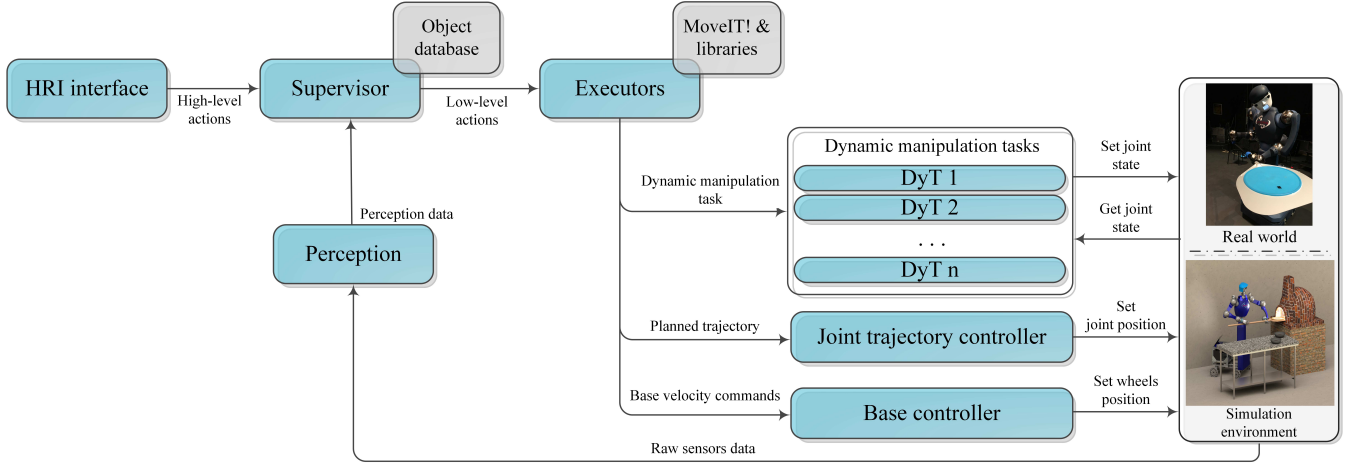 Object
database
MoveIT! &
libraries
HRI interface
High-level
actions
Supervisor
Low-level
actions
Executors
Dynamic manipulation
task
Dynamic manipulation tasks
DyT 1
DyT 2
. . .
DyT n
Set joint
state
Get joint
state
Real world
Perception data
Perception
Planned trajectory
Joint trajectory controller
Set
joint position
Base velocity commands
Base controller
Set wheels
position
Simulation
environment
Raw sensors data